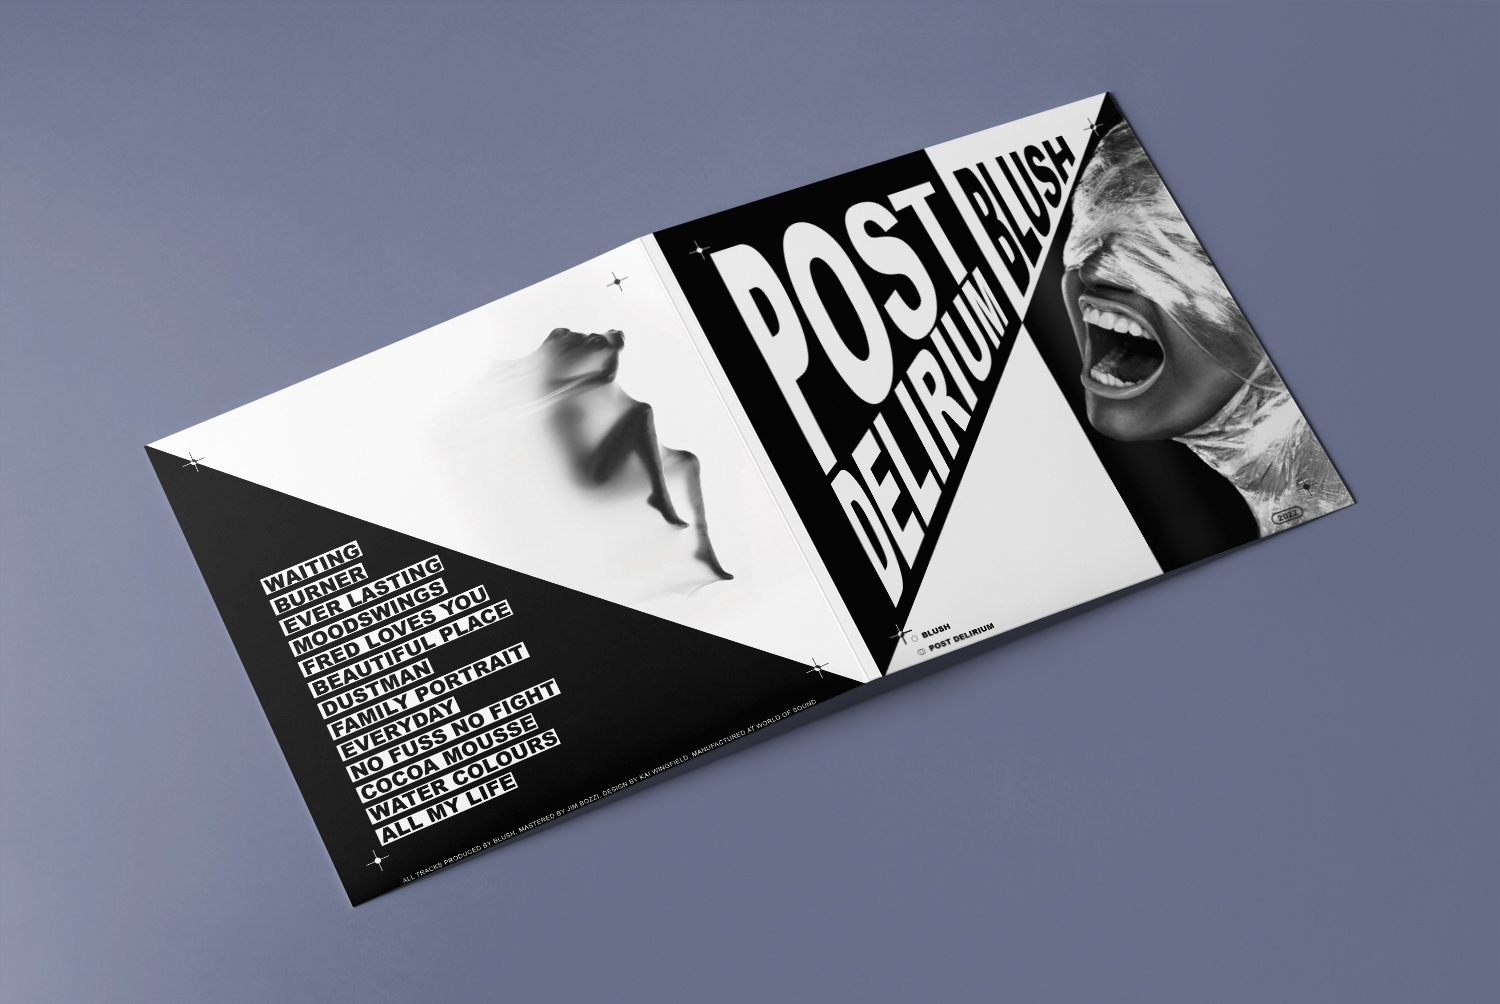 WAITING
BURNER
EVER LASTING
MOODSWINGS
FRED LOVES YOU
BEAUTIFUL PLACE
DUSTMAN
FAMILY PORTRAIT
EVERYDAY
NO FUSS NO FIGHT
COCOA MOUSSE
WATER COLOURS
ALL MY LIFE
ALL TRACKS PRODUCED BY BLUSH. MASTERED BY JIM BOZZI. DESIGN BY KAI WINGFIELD. MANUFACTURED AT WORLD OF SOUND
POST
DELIRIUM
BLUSH
BLUSH
POST DELIRIUM
2022